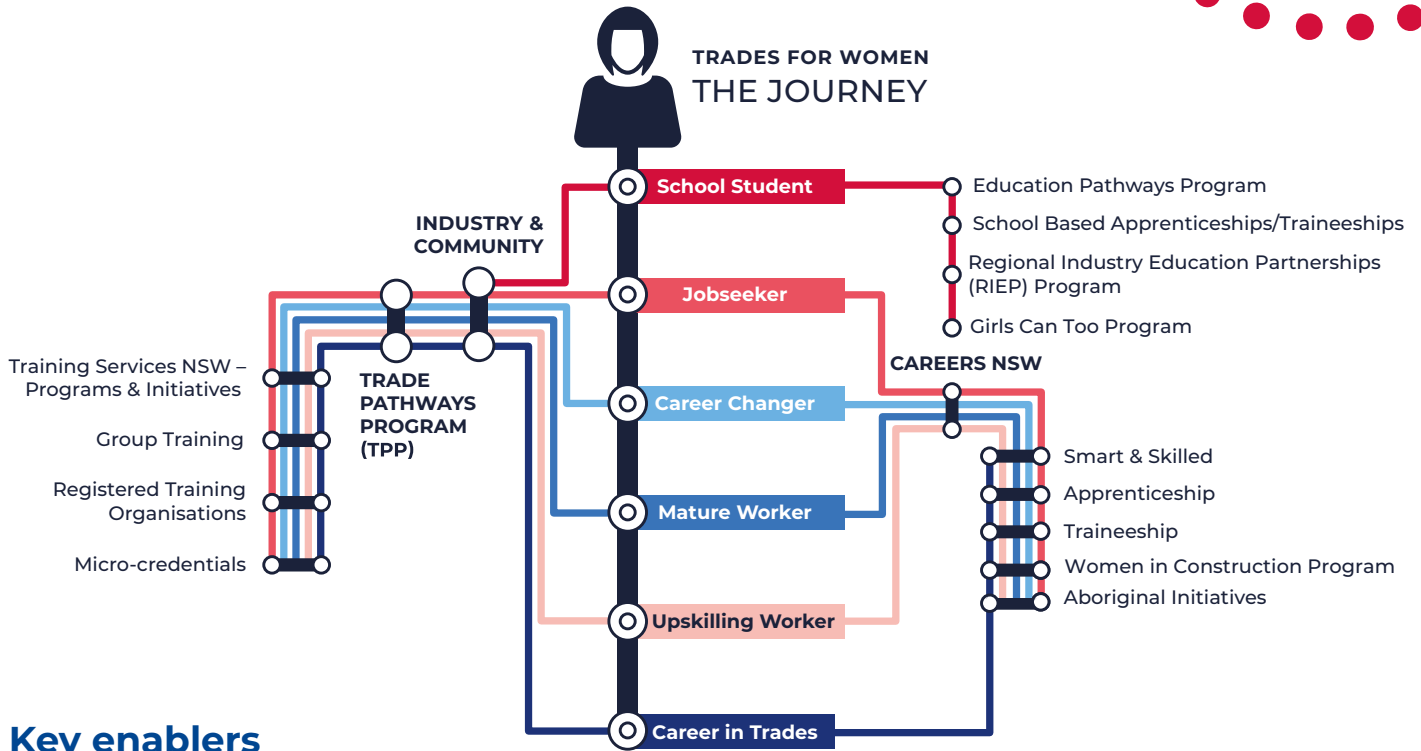 TRADES FOR WOMEN
THE JOURNEY
School Student
Education Pathways Program
School Based Apprenticeships/Traineeships
Regional Industry Education Partnerships
(RIEP) Program
Girls Can Too Program
INDUSTRY &
COMMUNITY
Jobseeker
CAREERS NSW
Training Services NSW –
Programs & Initiatives
Group Training
Registered Training
Organisations
Micro-credentials
TRADE
PATHWAYS
PROGRAM
(TPP)
Career Changer
Mature Worker
Upskilling Worker
Career in Trades
Smart & Skilled
Apprenticeship
Traineeship
Women in Construction Program
Aboriginal Initiatives
Key enablers